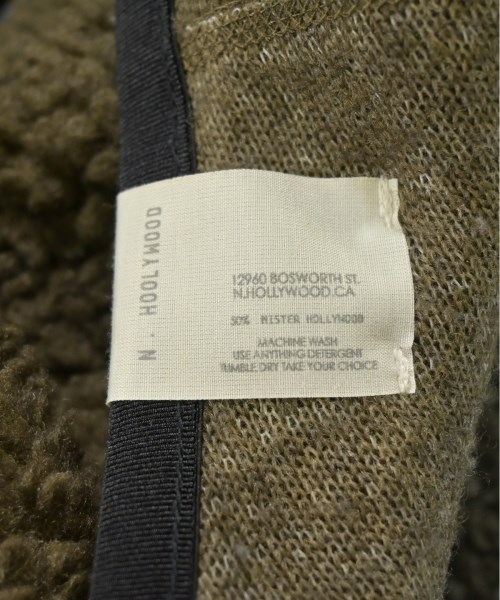 N. HOOLYWOOD
12960 BOSWORTH ST.
N.HOLLYWOOD.CA
50% MISTER HOLLYWOOD
MACHINE WASH
USE ANYTHING DETERGENT
TUMBLE DRY TAKE YOUR CHOICE